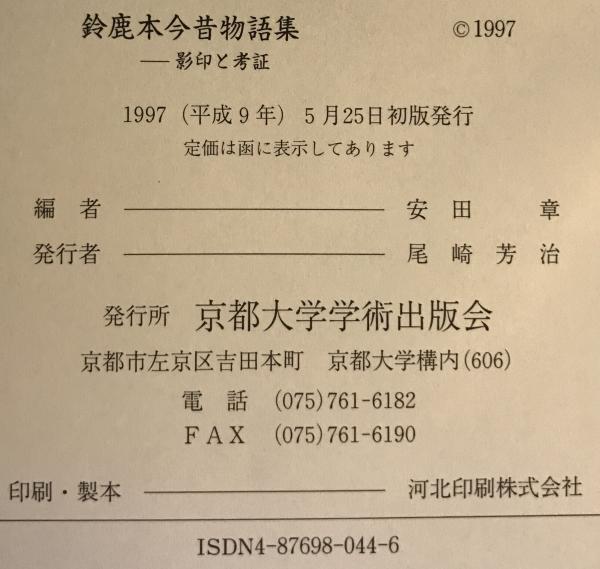 鈴鹿本今昔物語集 ©1997
——影印と考証
1997（平成9年）5月25日初版発行
定価は函に表示してあります
編 者 ———————— 安 田 章
発行者 ———————— 尾 崎 芳 治
発行所 京都大学学術出版会
京都市左京区吉田本町 京都大学構内(606)
電 話 (075)761-6182
ＦＡＸ (075)761-6190
印刷・製本 ———————— 河北印刷株式会社
ISDN4-87698-044-6